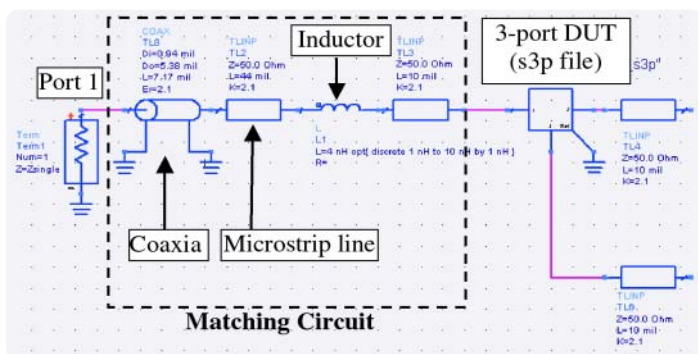 Port 1
Term
Term1
Num=1
Z=Zsingle
COAX
TL8
Di=0.94 mil
Do=5.38 mil
L=7.17 mil
Er=2.1
TLINP
TL2
Z=50.0 Ohm
L=44 mil
K=2.1
Inductor
L
L1
L=4 nH opt{ discrete 1 nH to 10 nH by 1 nH }
R=
TLINP
TL3
Z=50.0 Ohm
L=10 mil
K=2.1
3-port DUT
(s3p file)
s3p"
Ref
TLINP
TL4
Z=50.0 Ohm
L=10 mil
K=2.1
Coaxia
Microstrip line
Matching Circuit
TLINP
Z=50.0 Ohm
L=10 mil
K=2.1